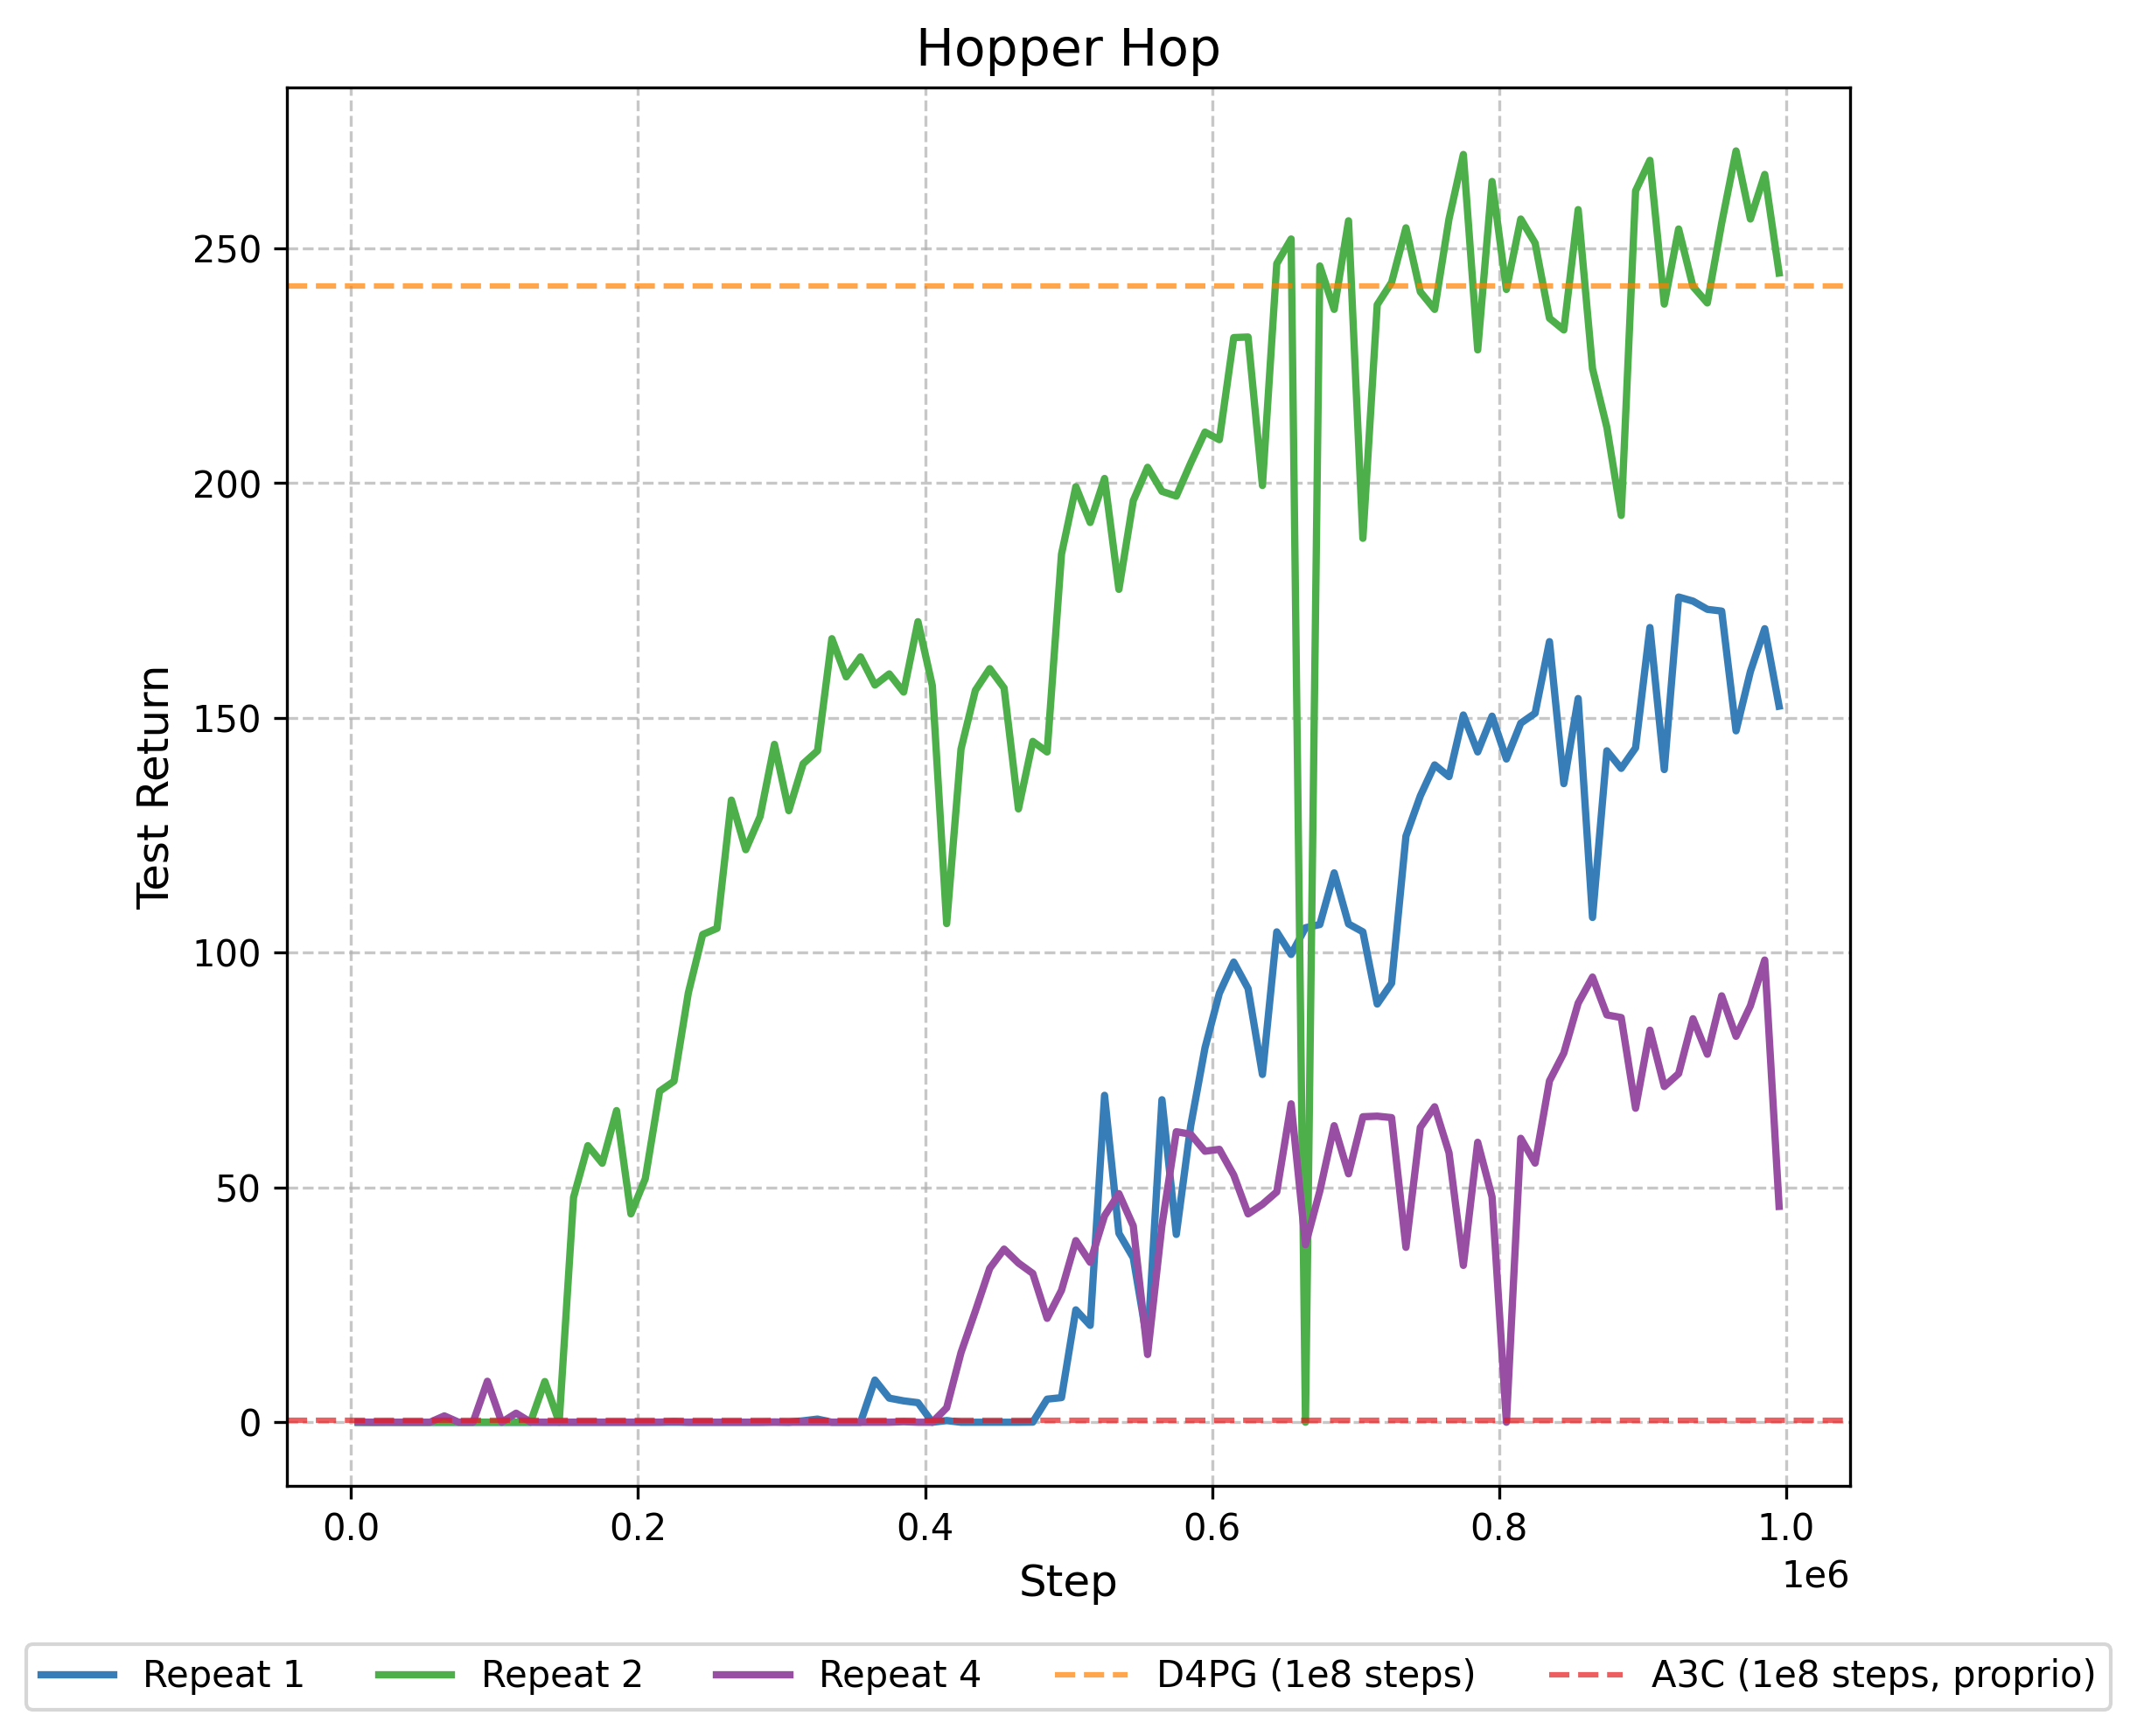 Hopper Hop
Test Return
250
200
150
100
50
0
0.0 0.2 0.4 0.6 0.8 1.0
1e6
Step
Repeat 1 Repeat 2 Repeat 4 D4PG (1e8 steps) A3C (1e8 steps, proprio)